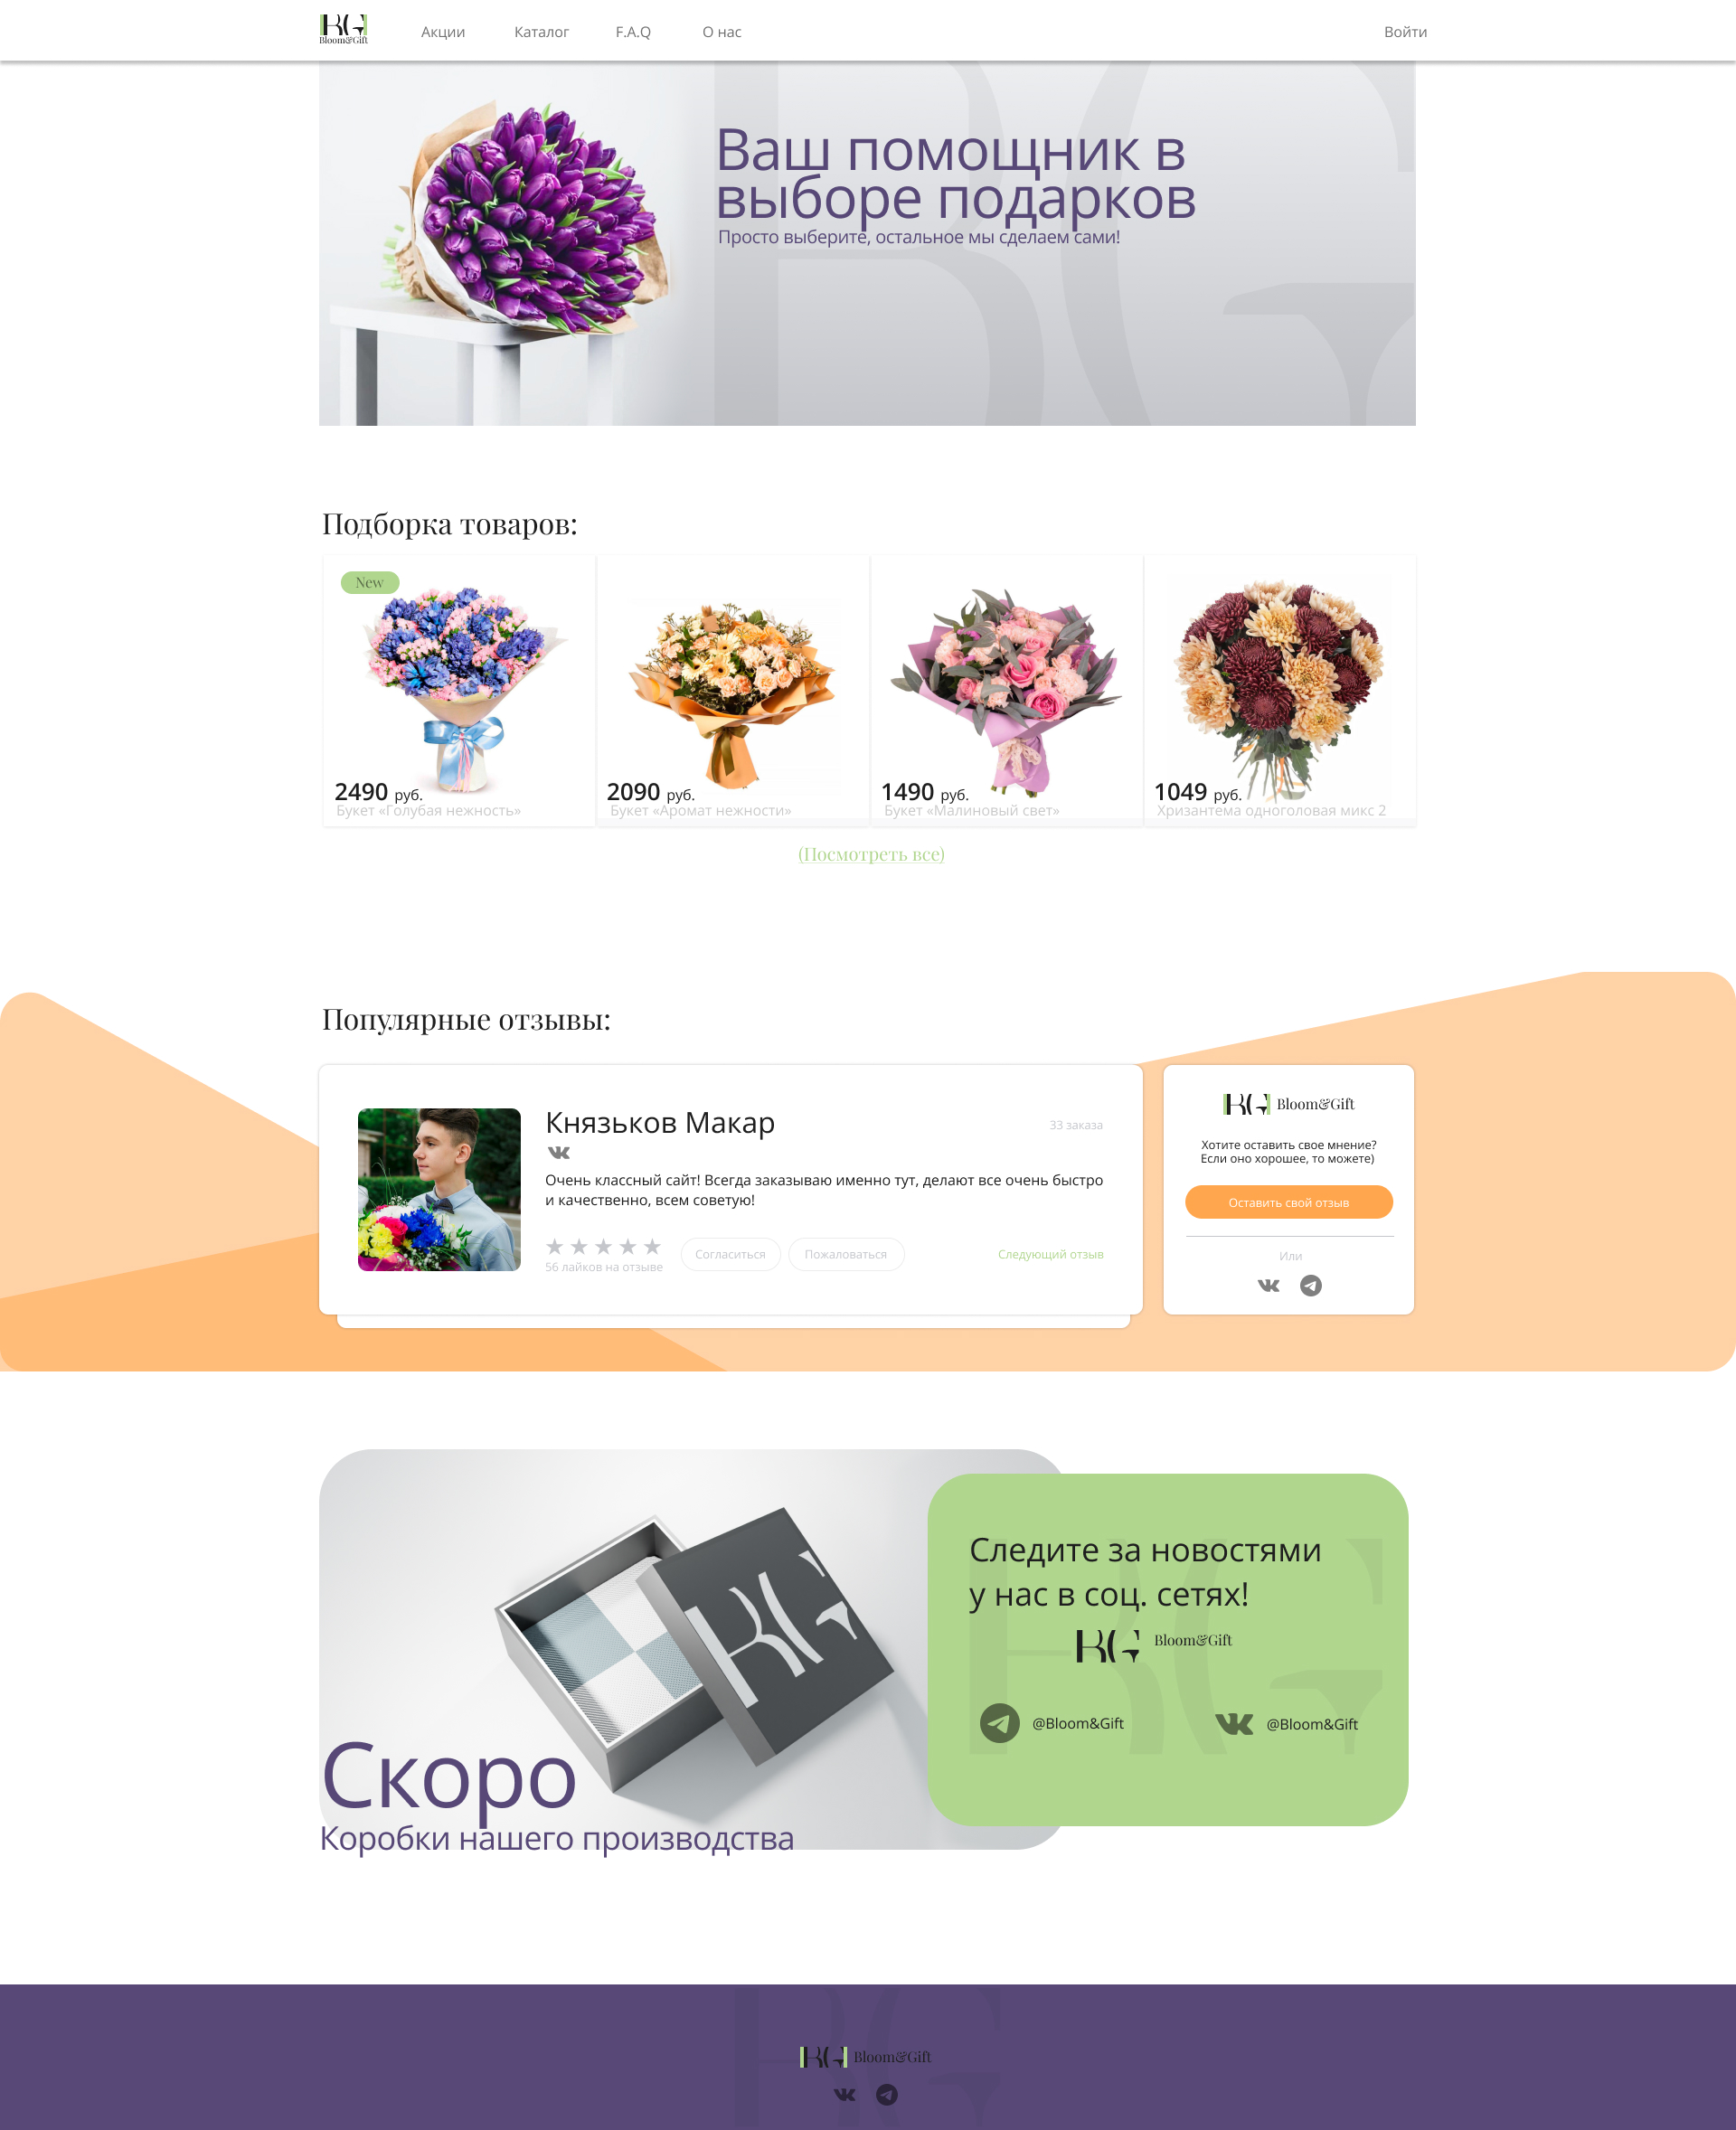 Bloom&Gift
Акции
Каталог
F.A.Q
О нас
Войти
Ваш помощник в
выборе подарков
Просто выберите, остальное мы сделаем сами!
Подборка товаров:
New
2490 руб.
Букет «Голубая нежность»
2090 руб.
Букет «Аромат нежности»
1490 руб.
Букет «Малиновый свет»
1049 руб.
Хризантема одноголовая микс 2
(Посмотреть все)
Популярные отзывы:
Князьков Макар
33 заказа
Очень классный сайт! Всегда заказываю именно тут, делают все очень быстро
и качественно, всем советую!
56 лайков на отзыве
Согласиться
Пожаловаться
Следующий отзыв
BG Bloom&Gift
Хотите оставить свое мнение?
Если оно хорошее, то можете)
Оставить свой отзыв
Или
Скоро
Коробки нашего производства
Следите за новостями
у нас в соц. сетях!
BG Bloom&Gift
@Bloom&Gift
@Bloom&Gift
BG Bloom&Gift